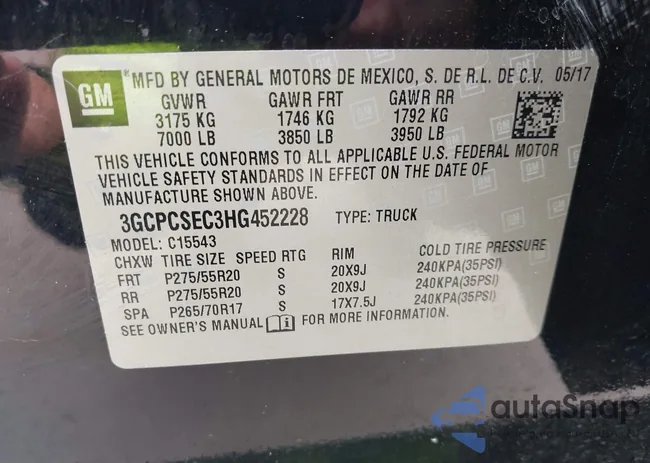 GM
*MFD BY GENERAL MOTORS DE MEXICO, S. DE R.L. DE C.V. 05/17
GVWR GAWR FRT GAWR RR
3175 KG 1746 KG 1792 KG
7000 LB 3850 LB 3950 LB
THIS VEHICLE CONFORMS TO ALL APPLICABLE U.S. FEDERAL MOTOR
VEHICLE SAFETY STANDARDS IN EFFECT ON THE DATE OF
MANUFACTURE SHOWN ABOVE.
3GCPCSEC3HG452228 TYPE: TRUCK
MODEL: C15543
CHXW TIRE SIZE SPEED RTG RIM COLD TIRE PRESSURE
FRT P275/55R20 S 20X9J 240KPA(35PSI)
RR P275/55R20 S 20X9J 240KPA(35PSI)
SPA P265/70R17 S 17X7.5J 240KPA(35PSI)
SEE OWNER'S MANUAL FOR MORE INFORMATION.
autoSnap